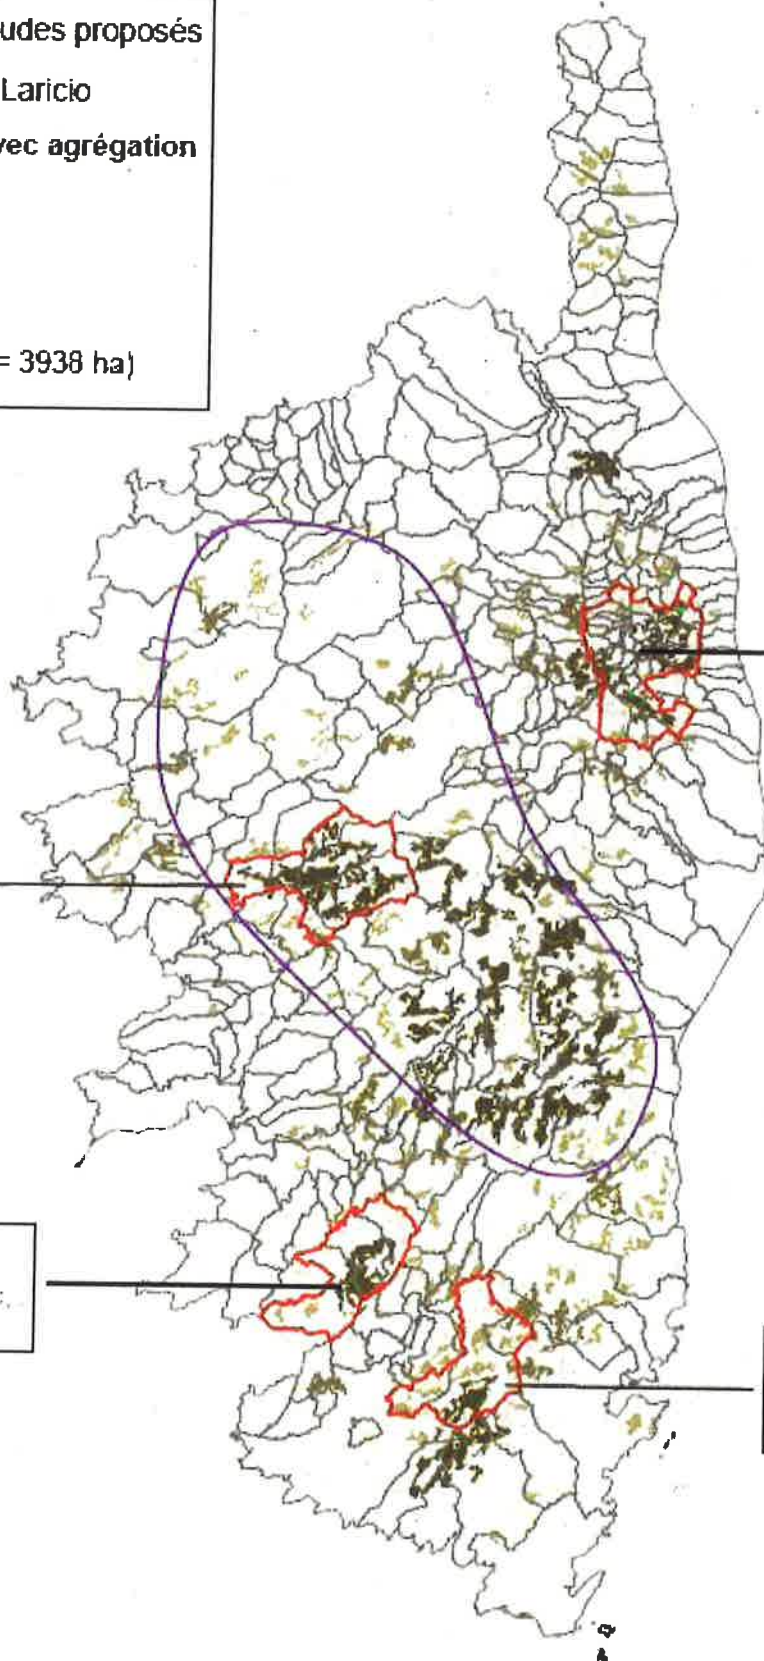 udes proposés
Laricio
vec agrégation
= 3938 ha)